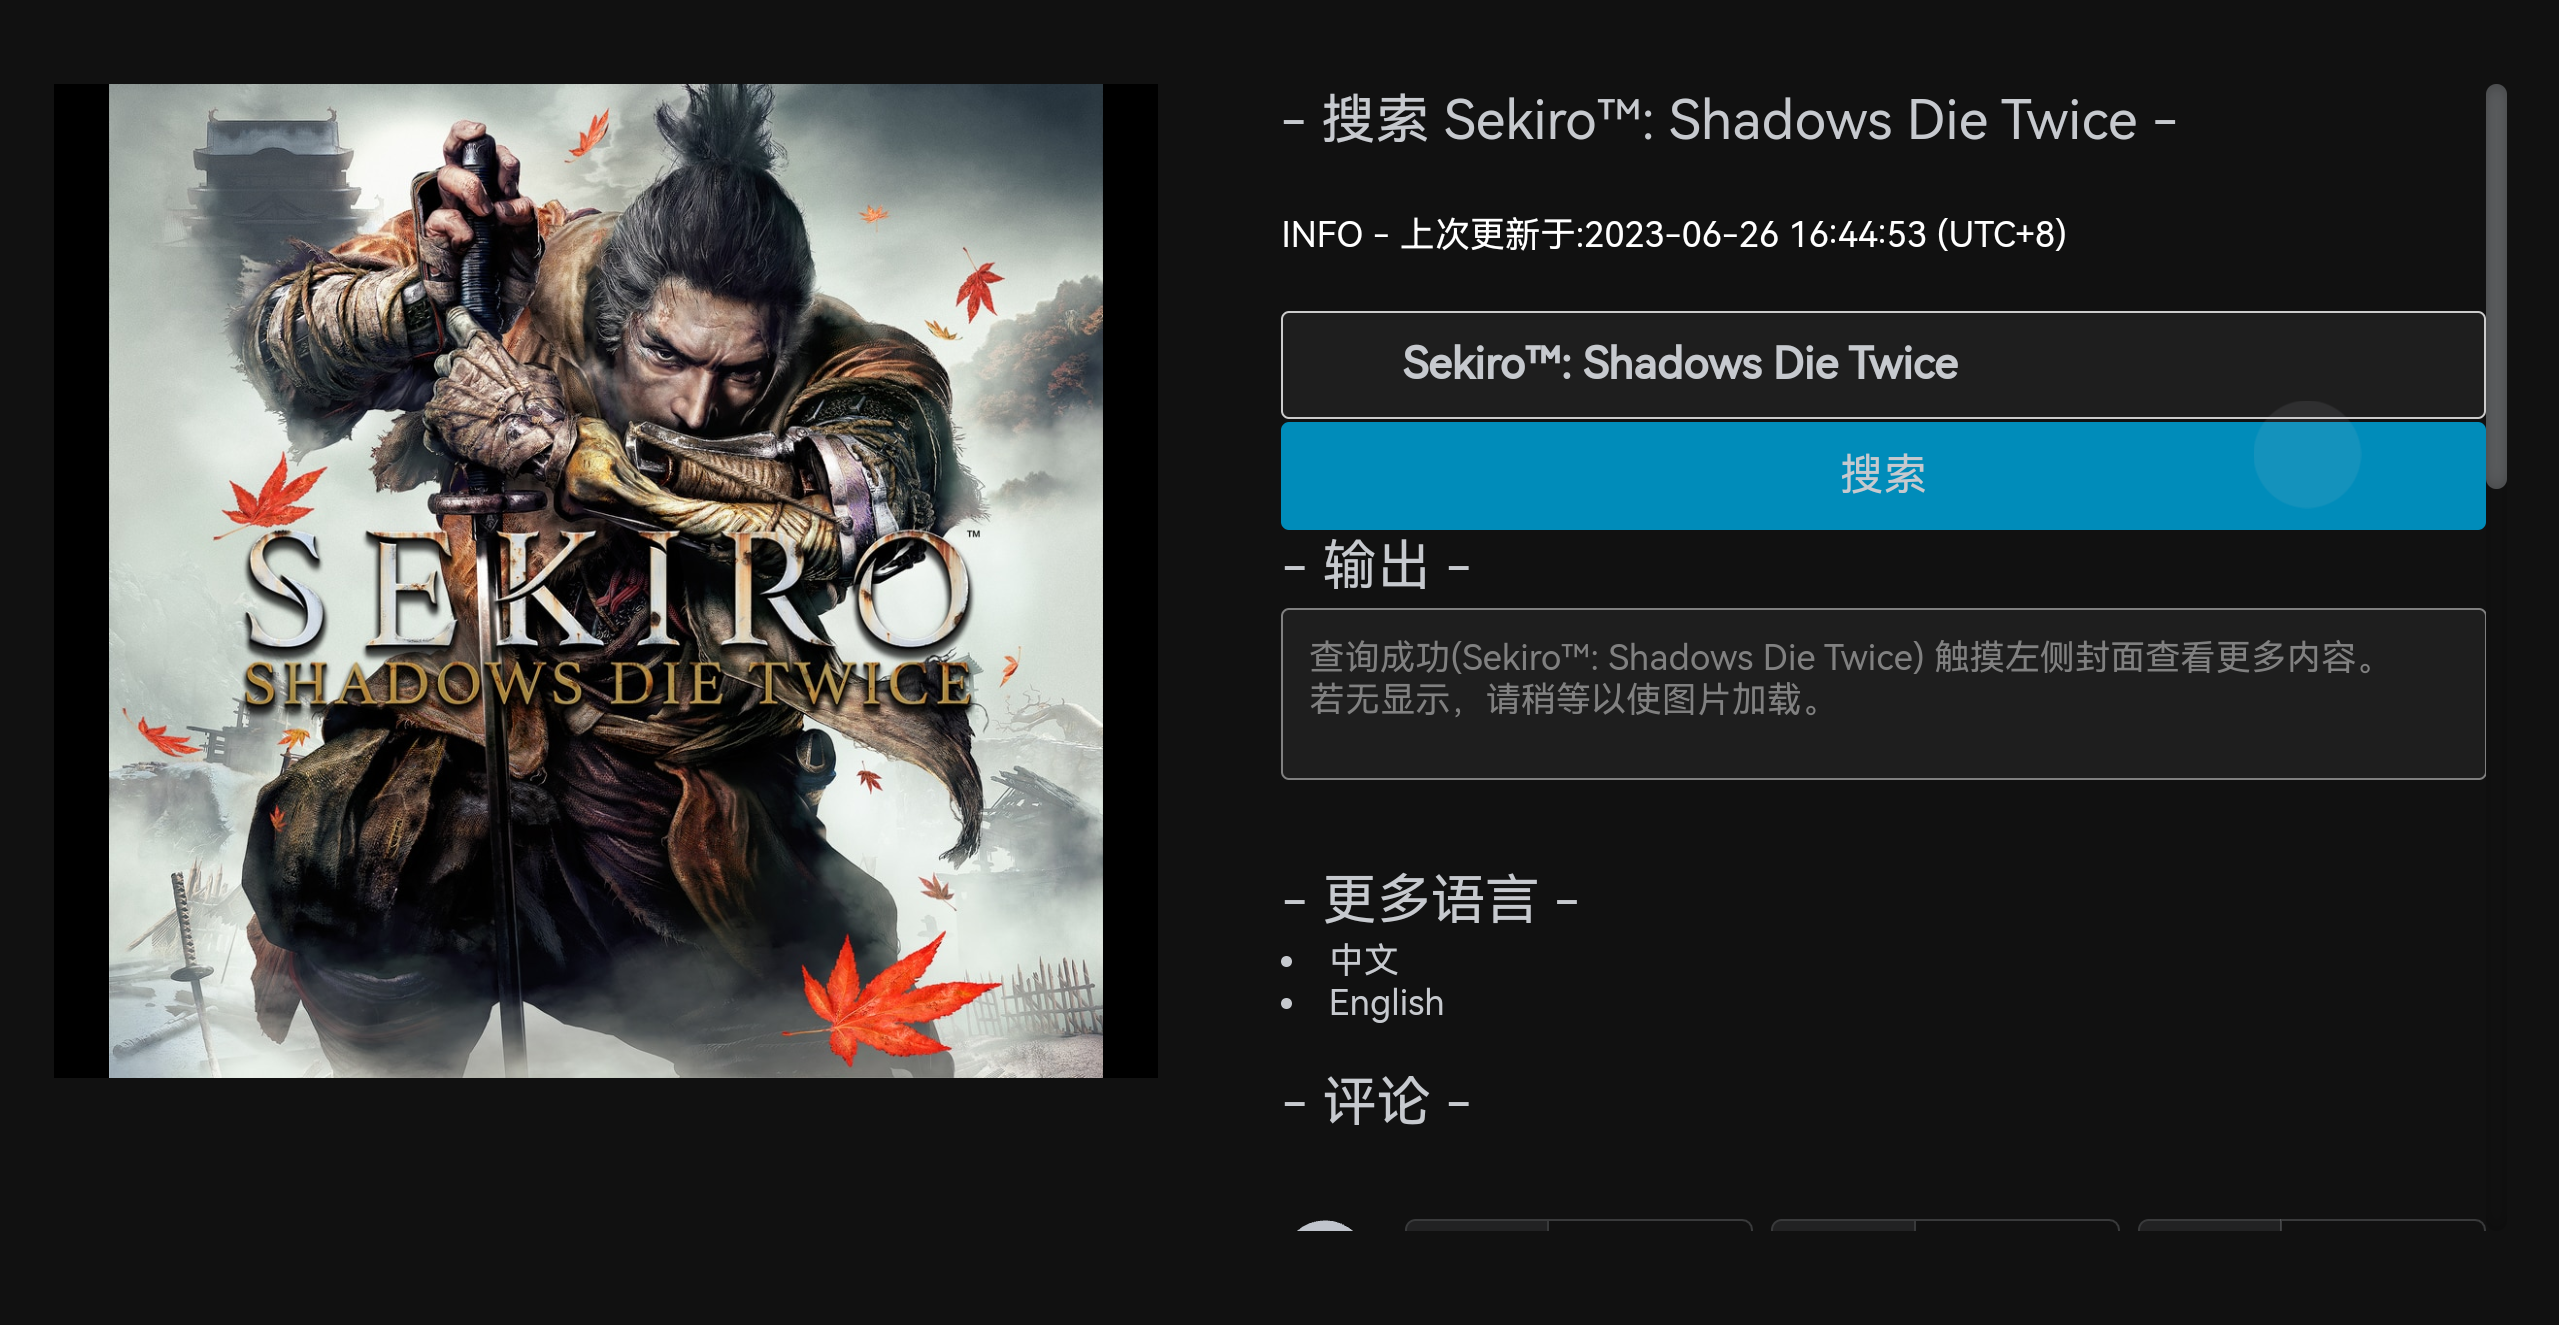 SEKIRO™
SHADOWS DIE TWICE
- 搜索 Sekiro™: Shadows Die Twice -
INFO - 上次更新于:2023-06-26 16:44:53 (UTC+8)
Sekiro™: Shadows Die Twice
搜索
- 输出 -
查询成功(Sekiro™: Shadows Die Twice) 触摸左侧封面查看更多内容。
若无显示，请稍等以使图片加载。
- 更多语言 -
• 中文
• English
- 评论 -